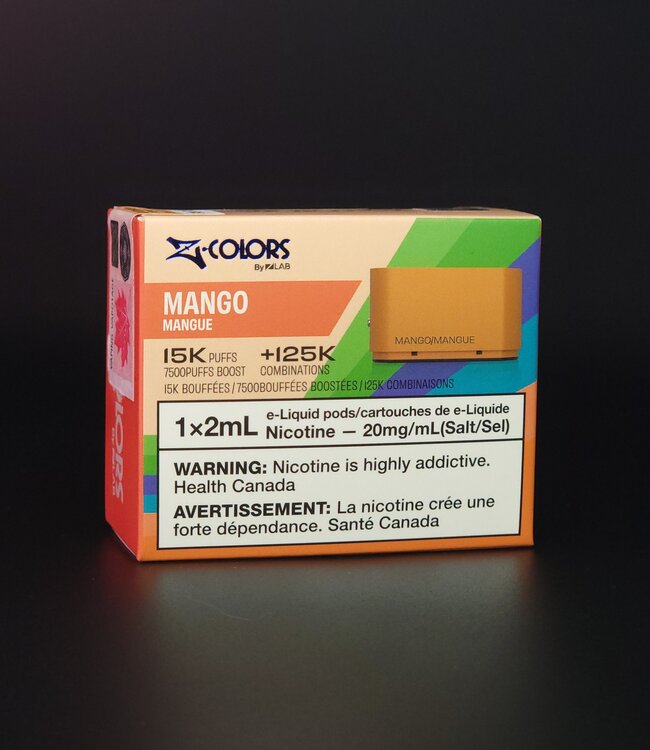 Z-COLORS
By LAB
MANGO
MANGUE
15K PUFFS
7500PUFFS BOOST
+125K
COMBINATIONS
15K BOUFFÉES / 7500BOUFFÉES BOOSTÉES / 125K COMBINAISONS
MANGO/MANGUE
1×2mL
e-Liquid pods/cartouches de e-Liquide
Nicotine — 20mg/mL(Salt/Sel)
WARNING: Nicotine is highly addictive.
Health Canada
AVERTISSEMENT: La nicotine crée une
forte dépendance. Santé Canada